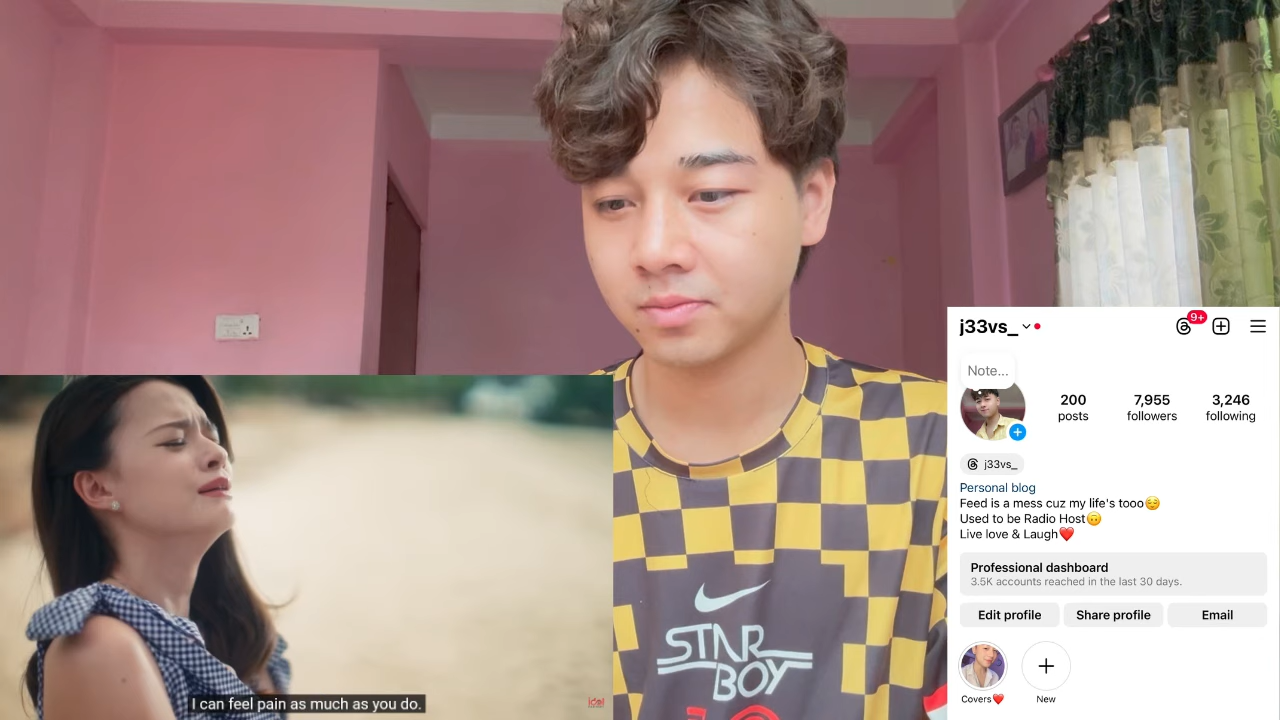 STAR
BOY
I can feel pain as much as you do.
idol
j33vs_
9+
Note...
200
posts
7,955
followers
3,246
following
j33vs_
Personal blog
Feed is a mess cuz my life's tooo😌
Used to be Radio Host🙃
Live love & Laugh❤️
Professional dashboard
3.5K accounts reached in the last 30 days.
Edit profile
Share profile
Email
Covers❤️
New